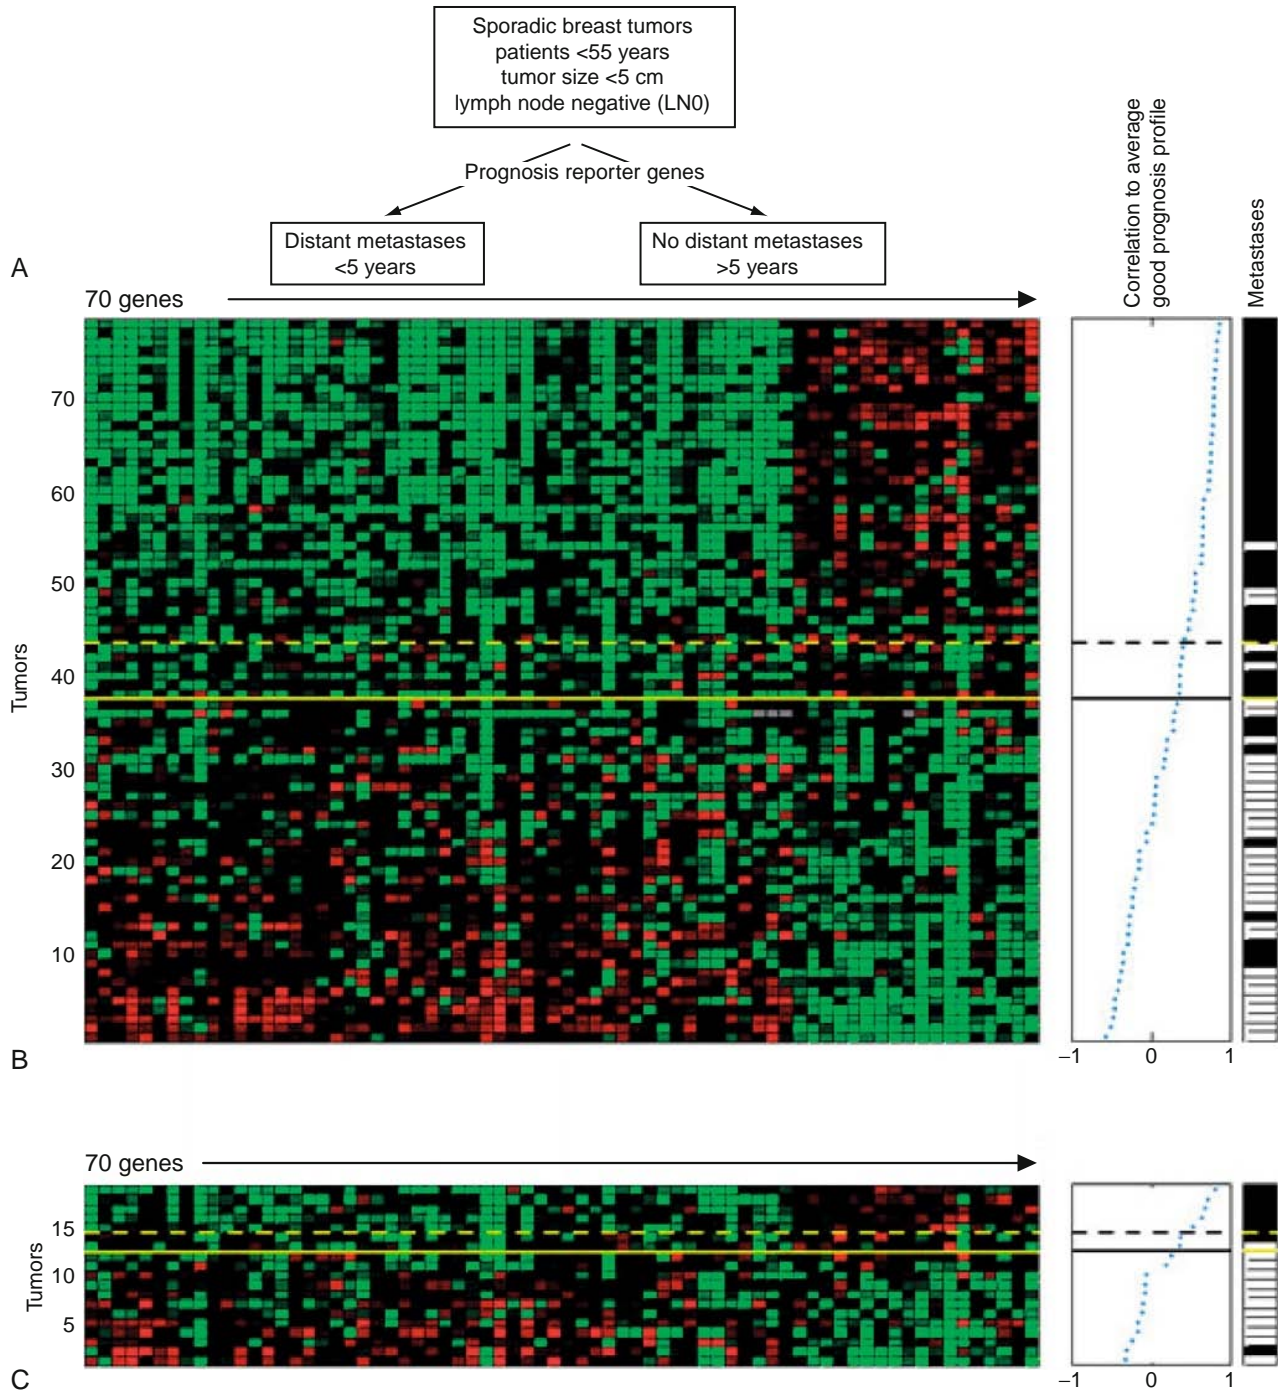 Sporadic breast tumors
patients <55 years
tumor size <5 cm
lymph node negative (LN0)
Prognosis reporter genes
Distant metastases
<5 years
No distant metastases
>5 years
A
Correlation to average
good prognosis profile
Metastases
70 genes
Tumors
70
60
50
40
30
20
10
–1
0
1
B
70 genes
Tumors
15
10
5
–1
0
1
C